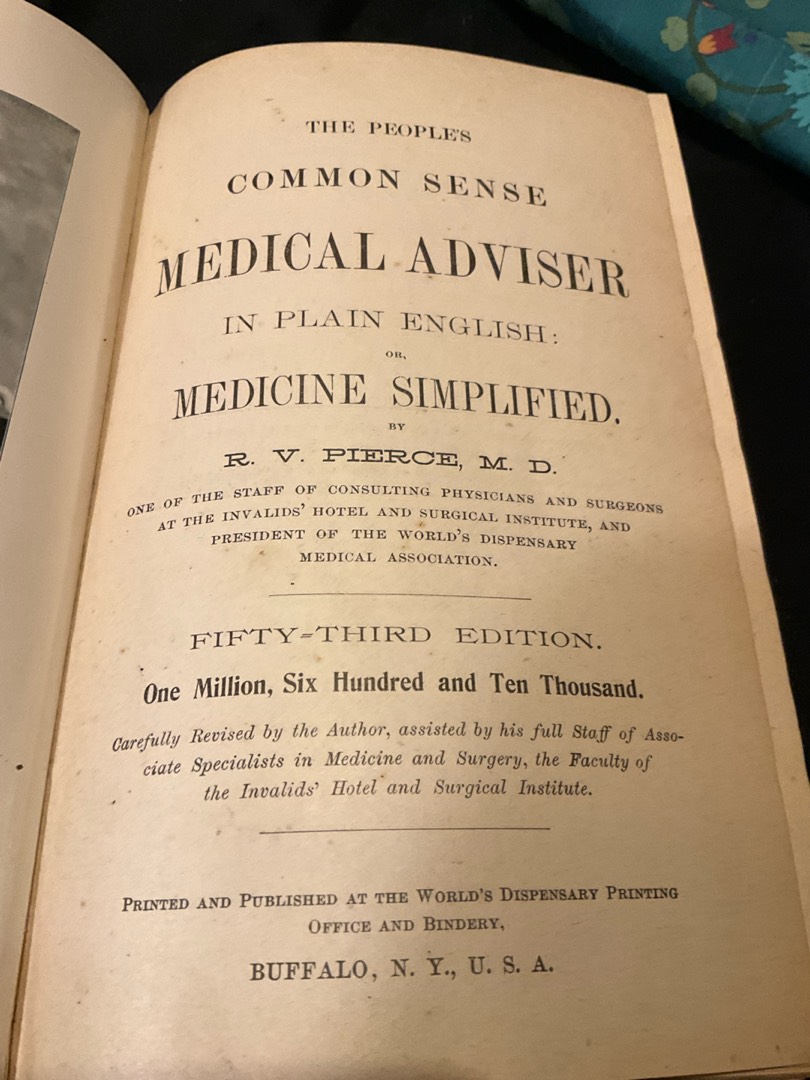 THE PEOPLE'S
COMMON SENSE
MEDICAL ADVISER
IN PLAIN ENGLISH:
OR,
MEDICINE SIMPLIFIED.
BY
R. V. PIERCE, M. D.
ONE OF THE STAFF OF CONSULTING PHYSICIANS AND SURGEONS
AT THE INVALIDS' HOTEL AND SURGICAL INSTITUTE, AND
PRESIDENT OF THE WORLD'S DISPENSARY
MEDICAL ASSOCIATION.
FIFTY-THIRD EDITION.
One Million, Six Hundred and Ten Thousand.
Carefully Revised by the Author, assisted by his full Staff of Asso-
ciate Specialists in Medicine and Surgery, the Faculty of
the Invalids' Hotel and Surgical Institute.
PRINTED AND PUBLISHED AT THE WORLD'S DISPENSARY PRINTING
OFFICE AND BINDERY,
BUFFALO, N. Y., U. S. A.